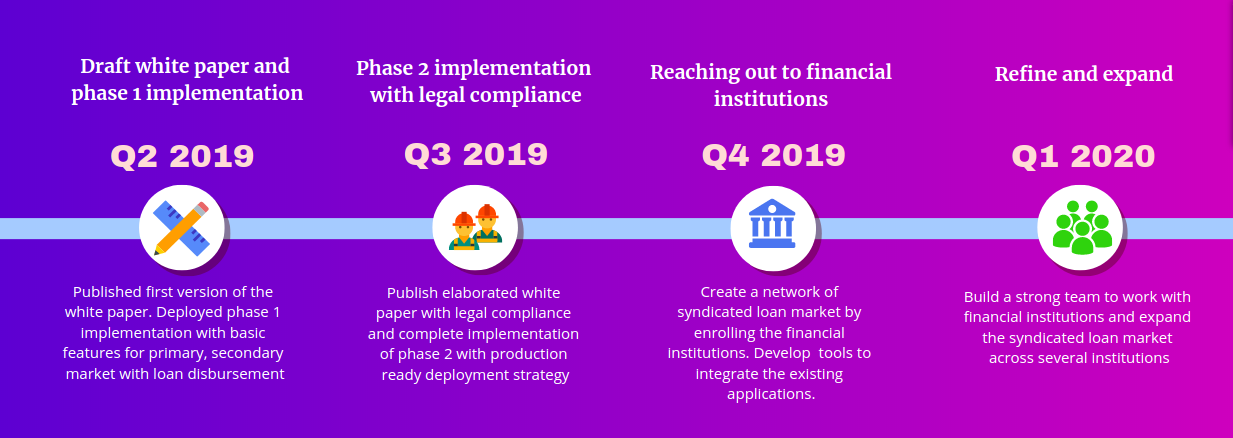 Draft white paper and
phase 1 implementation
Q2 2019
Published first version of the
white paper. Deployed phase 1
implementation with basic
features for primary, secondary
market with loan disbursement
Phase 2 implementation
with legal compliance
Q3 2019
Publish elaborated white
paper with legal compliance
and complete implementation
of phase 2 with production
ready deployment strategy
Reaching out to financial
institutions
Q4 2019
Create a network of
syndicated loan market by
enrolling the financial
institutions. Develop  tools to
integrate the existing
applications.
Refine and expand
Q1 2020
Build a strong team to work with
financial institutions and expand
the syndicated loan market
across several institutions